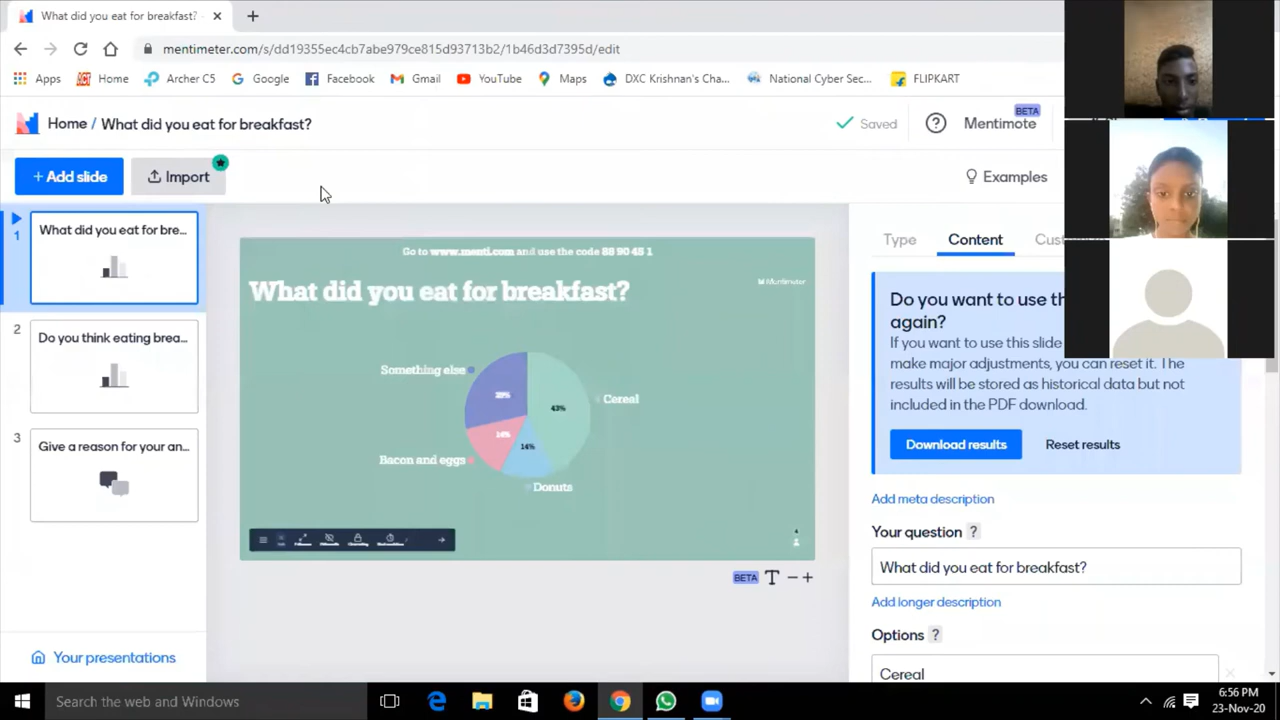 What did you eat for breakfast? -
mentimeter.com/s/dd19355ec4cb7abe979ce815d93713b2/1b46d3d7395d/edit
Apps Home Archer C5 Google Facebook Gmail YouTube Maps DXC Krishnan's Cha... National Cyber Sec... FLIPKART
Home / What did you eat for breakfast?
Saved
?
BETA
Mentimote
+ Add slide
Import
Examples
1
What did you eat for bre...
2
Do you think eating brea...
3
Give a reason for your an...
Your presentations
Go to www.menti.com and use the code 88 90 45 1
What did you eat for breakfast?
Mentimeter
Something else
Cereal
43%
14%
14%
Bacon and eggs
Donuts
BETA T − +
Type
Content
Do you want to use th
again?
If you want to use this slide
make major adjustments, you can reset it. The
results will be stored as historical data but not
included in the PDF download.
Download results
Reset results
Add meta description
Your question ?
What did you eat for breakfast?
Add longer description
Options ?
Cereal
Search the web and Windows
6:56 PM
23-Nov-20